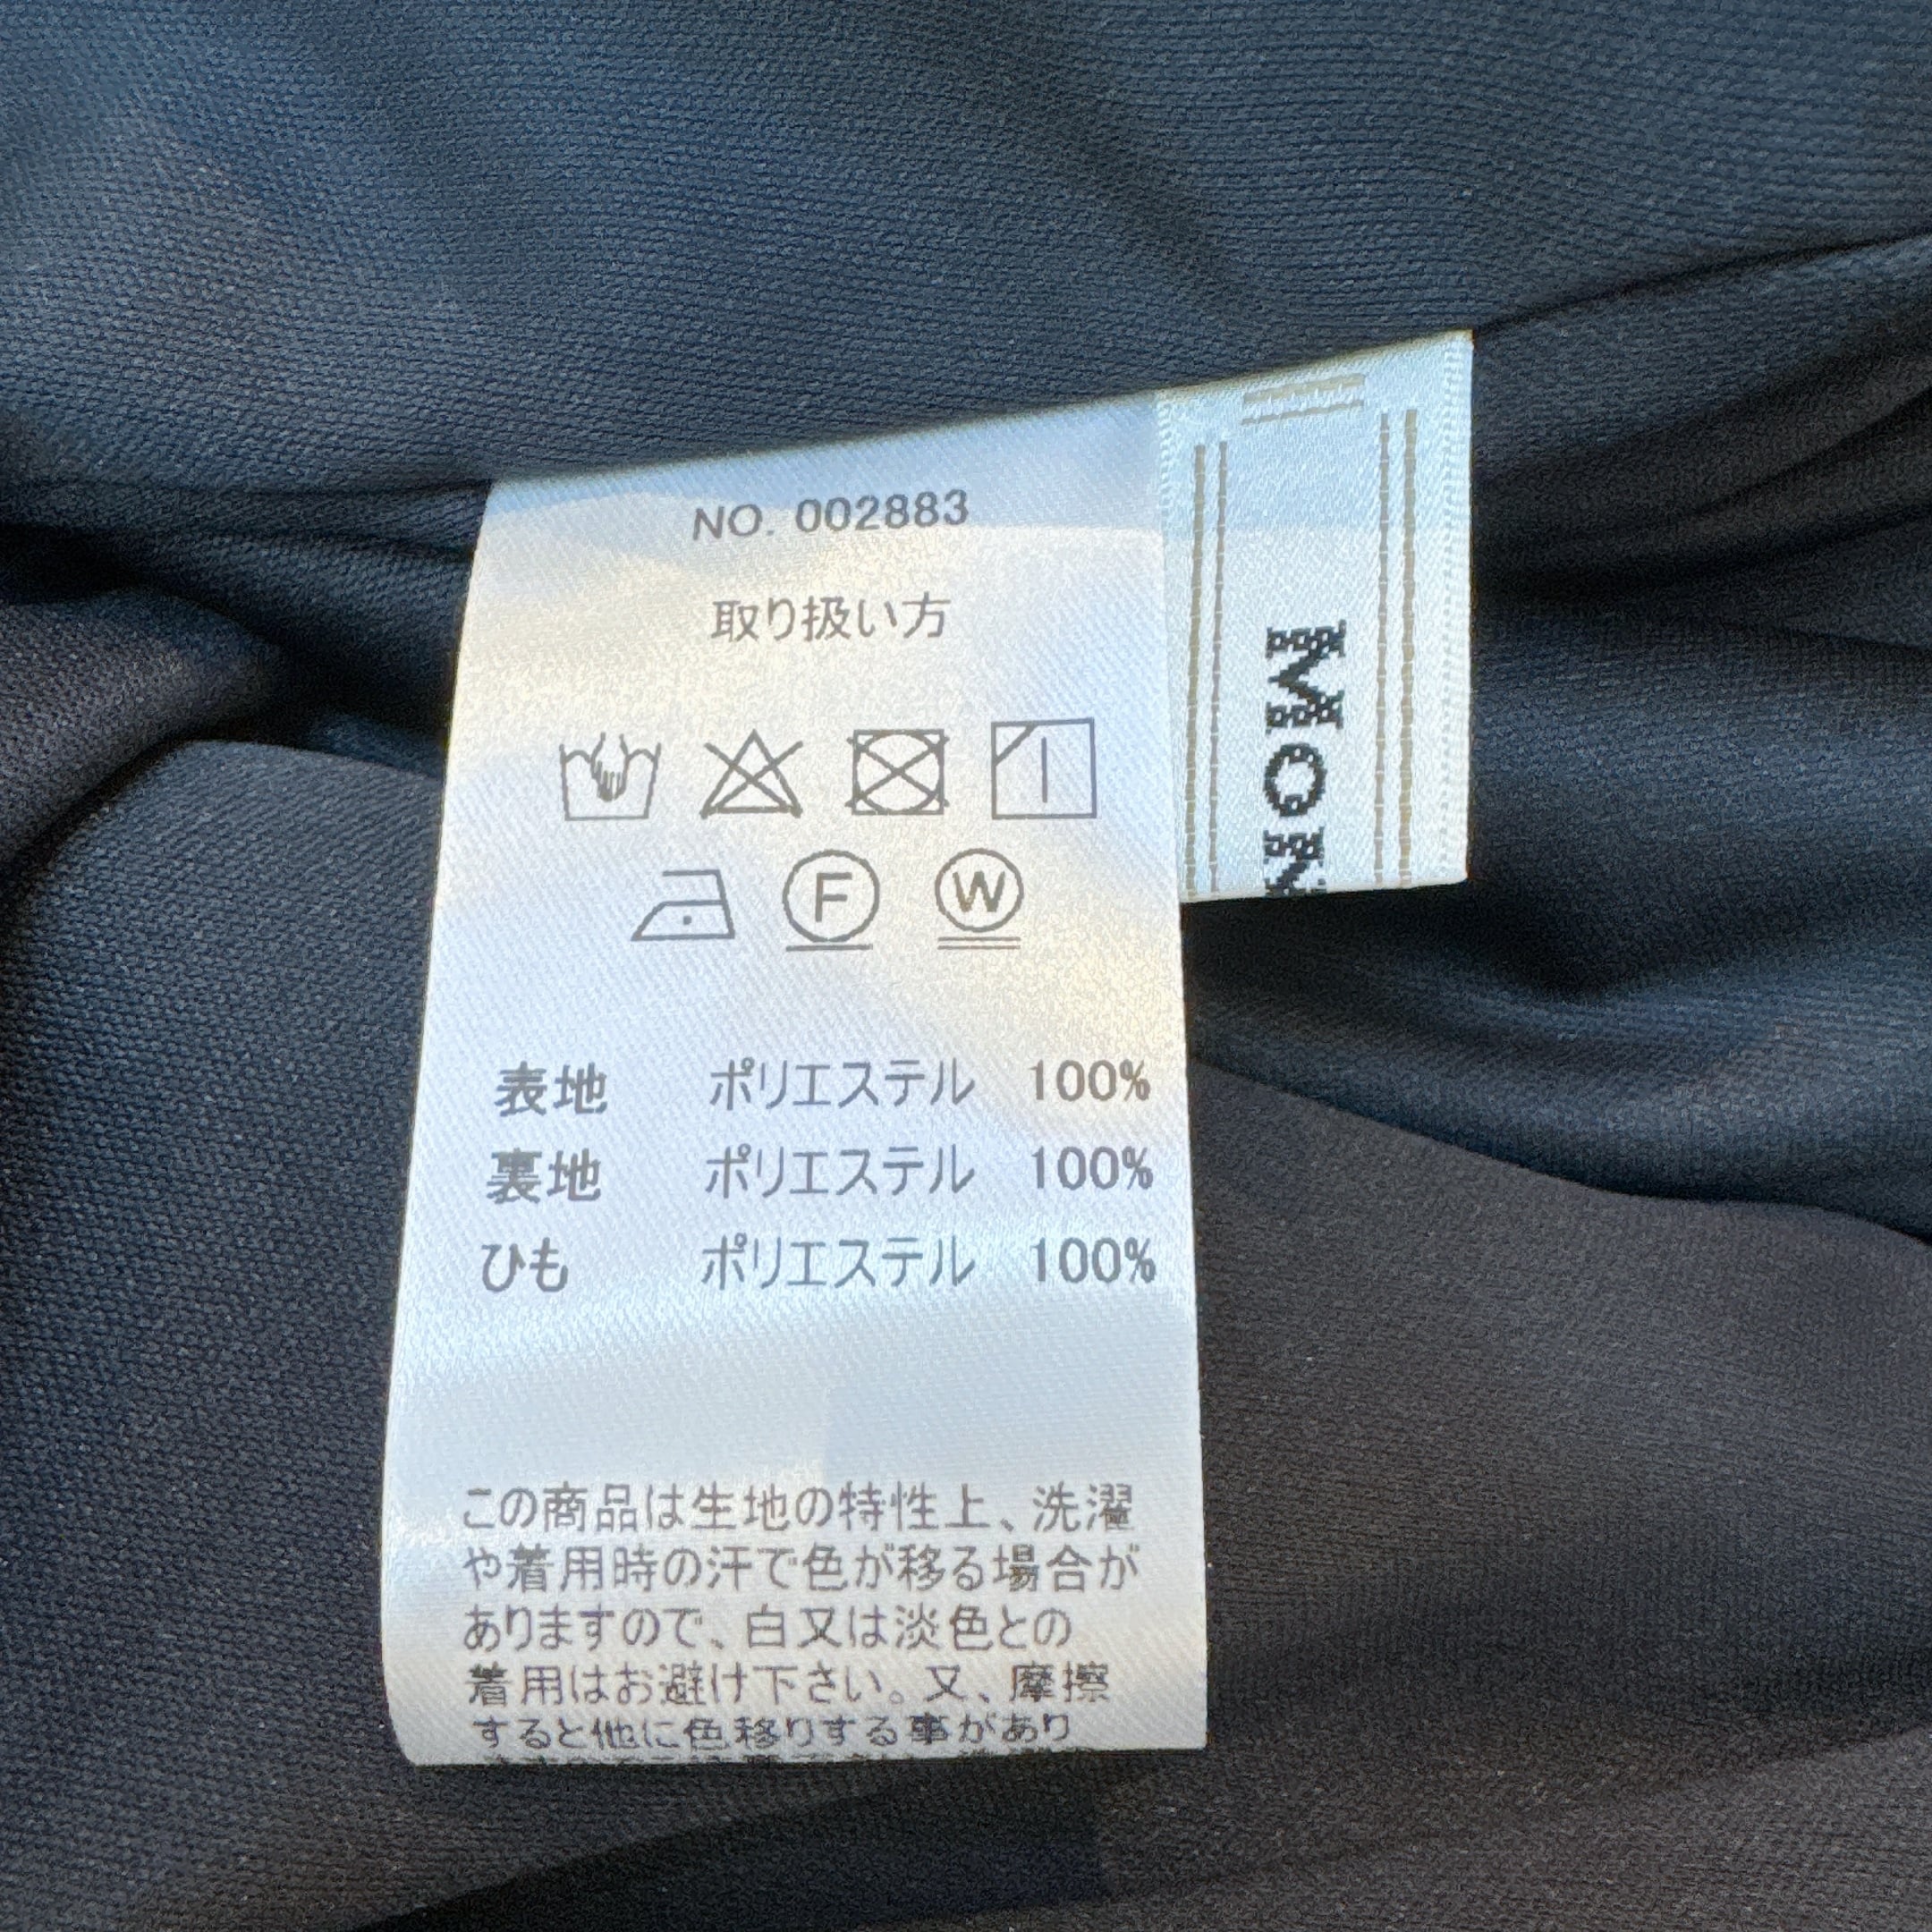 NO. 002883
取り扱い方
F
W
表地 ポリエステル 100%
裏地 ポリエステル 100%
ひも ポリエステル 100%
この商品は生地の特性上、洗濯
や着用時の汗で色が移る場合が
ありますので、白又は淡色との
着用はお避け下さい。又、摩擦
すると他に色移りする事があり